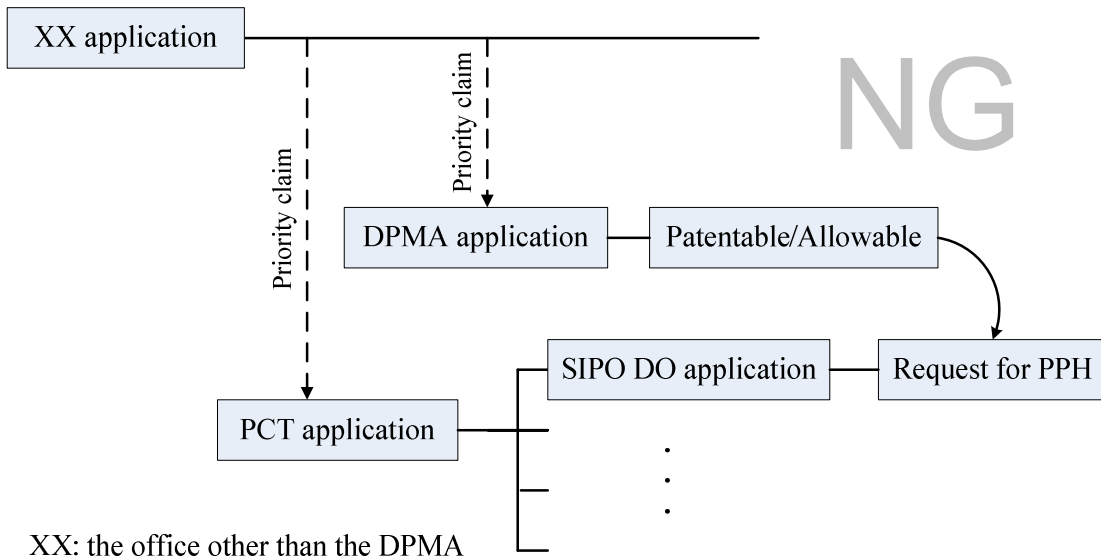 XX application
NG
Priority claim
Priority claim
DPMA application
Patentable/Allowable
SIPO DO application
Request for PPH
PCT application
XX: the office other than the DPMA